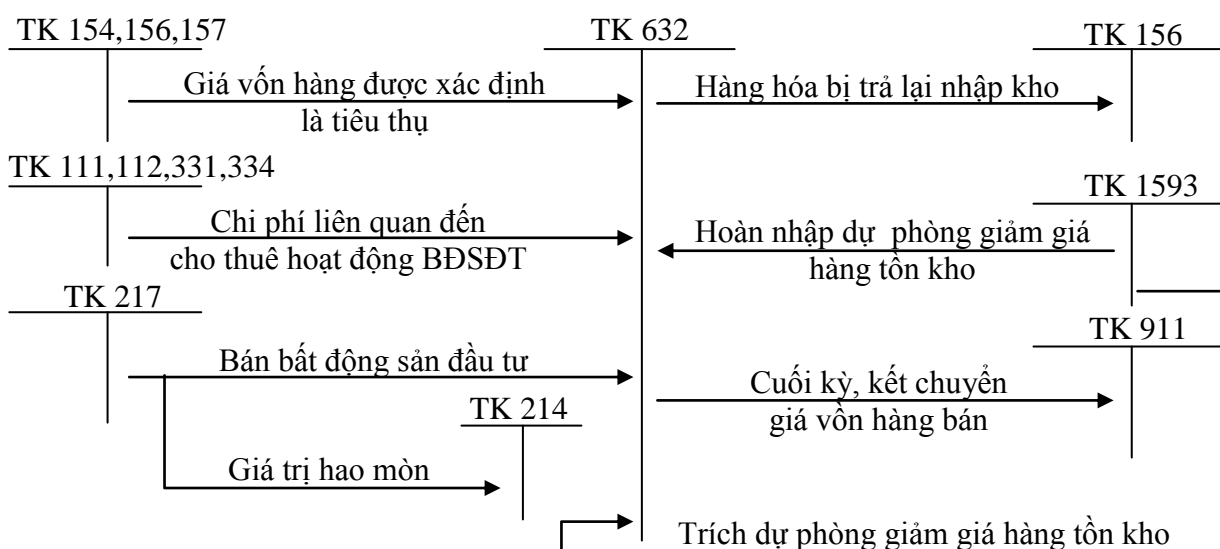 TK 154,156,157
TK 632
TK 156
Giá vốn hàng được xác định
là tiêu thụ
Hàng hóa bị trả lại nhập kho
TK 111,112,331,334
TK 1593
Chi phí liên quan đến
cho thuê hoạt động BĐSĐT
Hoàn nhập dự phòng giảm giá
hàng tồn kho
TK 217
TK 911
Bán bất động sản đầu tư
Cuối kỳ, kết chuyển
giá vốn hàng bán
TK 214
Giá trị hao mòn
Trích dự phòng giảm giá hàng tồn kho